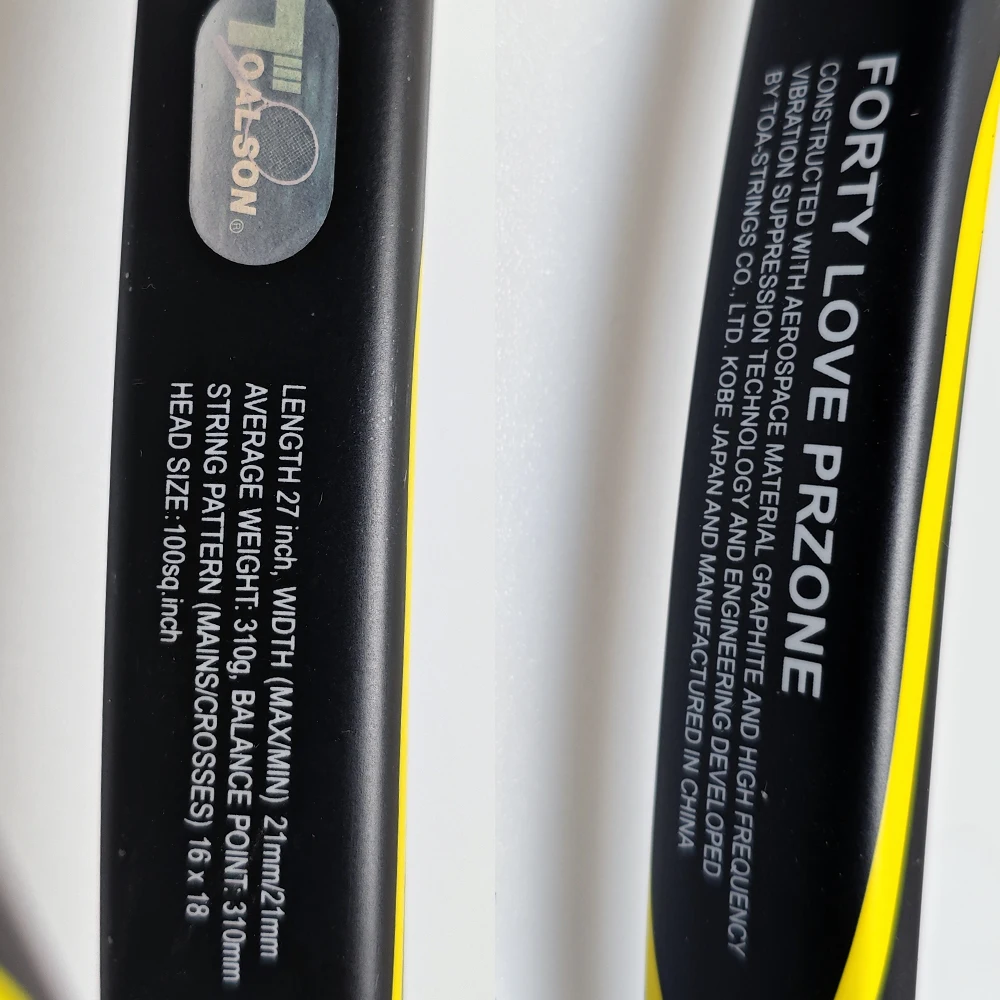 TOALSON®
LENGTH 27 inch, WIDTH (MAX/MIN) 21mm/21mm
AVERAGE WEIGHT: 310g, BALANCE POINT: 310mm
STRING PATTERN (MAINS/CROSSES) 16 x 18
HEAD SIZE: 100sq.inch
FORTY LOVE PRZONE
CONSTRUCTED WITH AEROSPACE MATERIAL GRAPHITE AND HIGH FREQUENCY
VIBRATION SUPPRESSION TECHNOLOGY AND ENGINEERING DEVELOPED
BY TOA-STRINGS CO., LTD. KOBE JAPAN AND MANUFACTURED IN CHINA